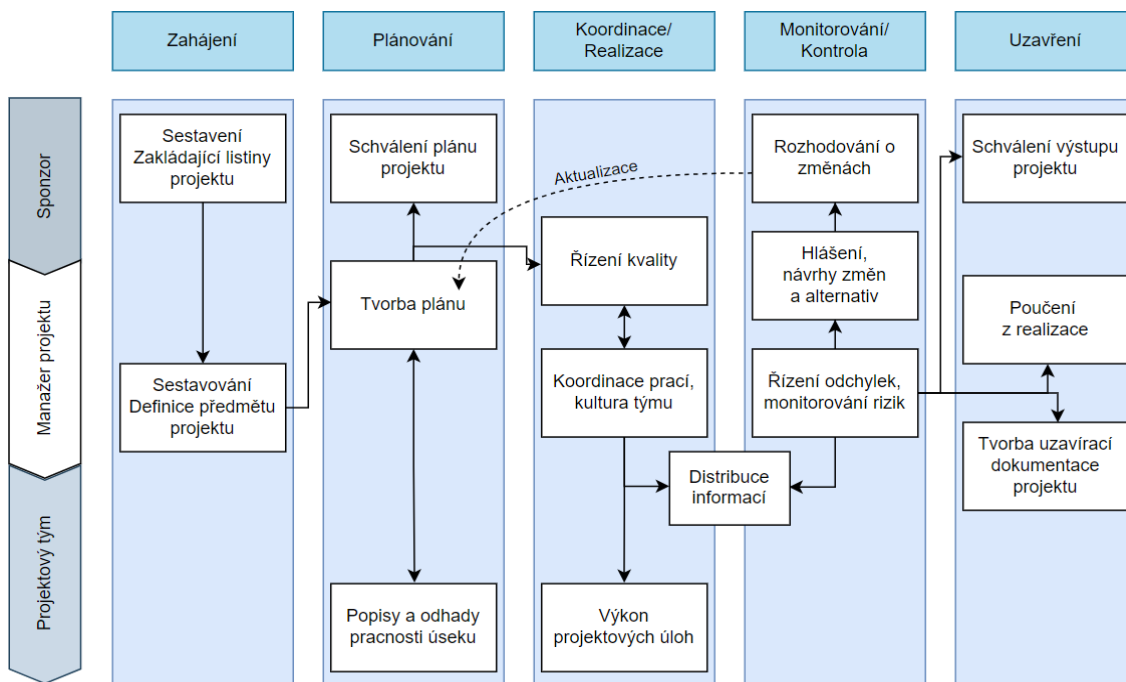 Zahájení
Plánování
Koordinace/
Realizace
Monitorování/
Kontrola
Uzavření
Sponzor
Manažer projektu
Projektový tým
Sestavení
Zakládající listiny
projektu
Sestavování
Definice předmětu
projektu
Schválení plánu
projektu
Tvorba plánu
Popisy a odhady
pracnosti úseku
Aktualizace
Řízení kvality
Koordinace prací,
kultura týmu
Výkon
projektových úloh
Distribuce
informací
Rozhodování o
změnách
Hlášení,
návrhy změn
a alternativ
Řízení odchylek,
monitorování rizik
Schválení výstupu
projektu
Poučení
z realizace
Tvorba uzavírací
dokumentace
projektu